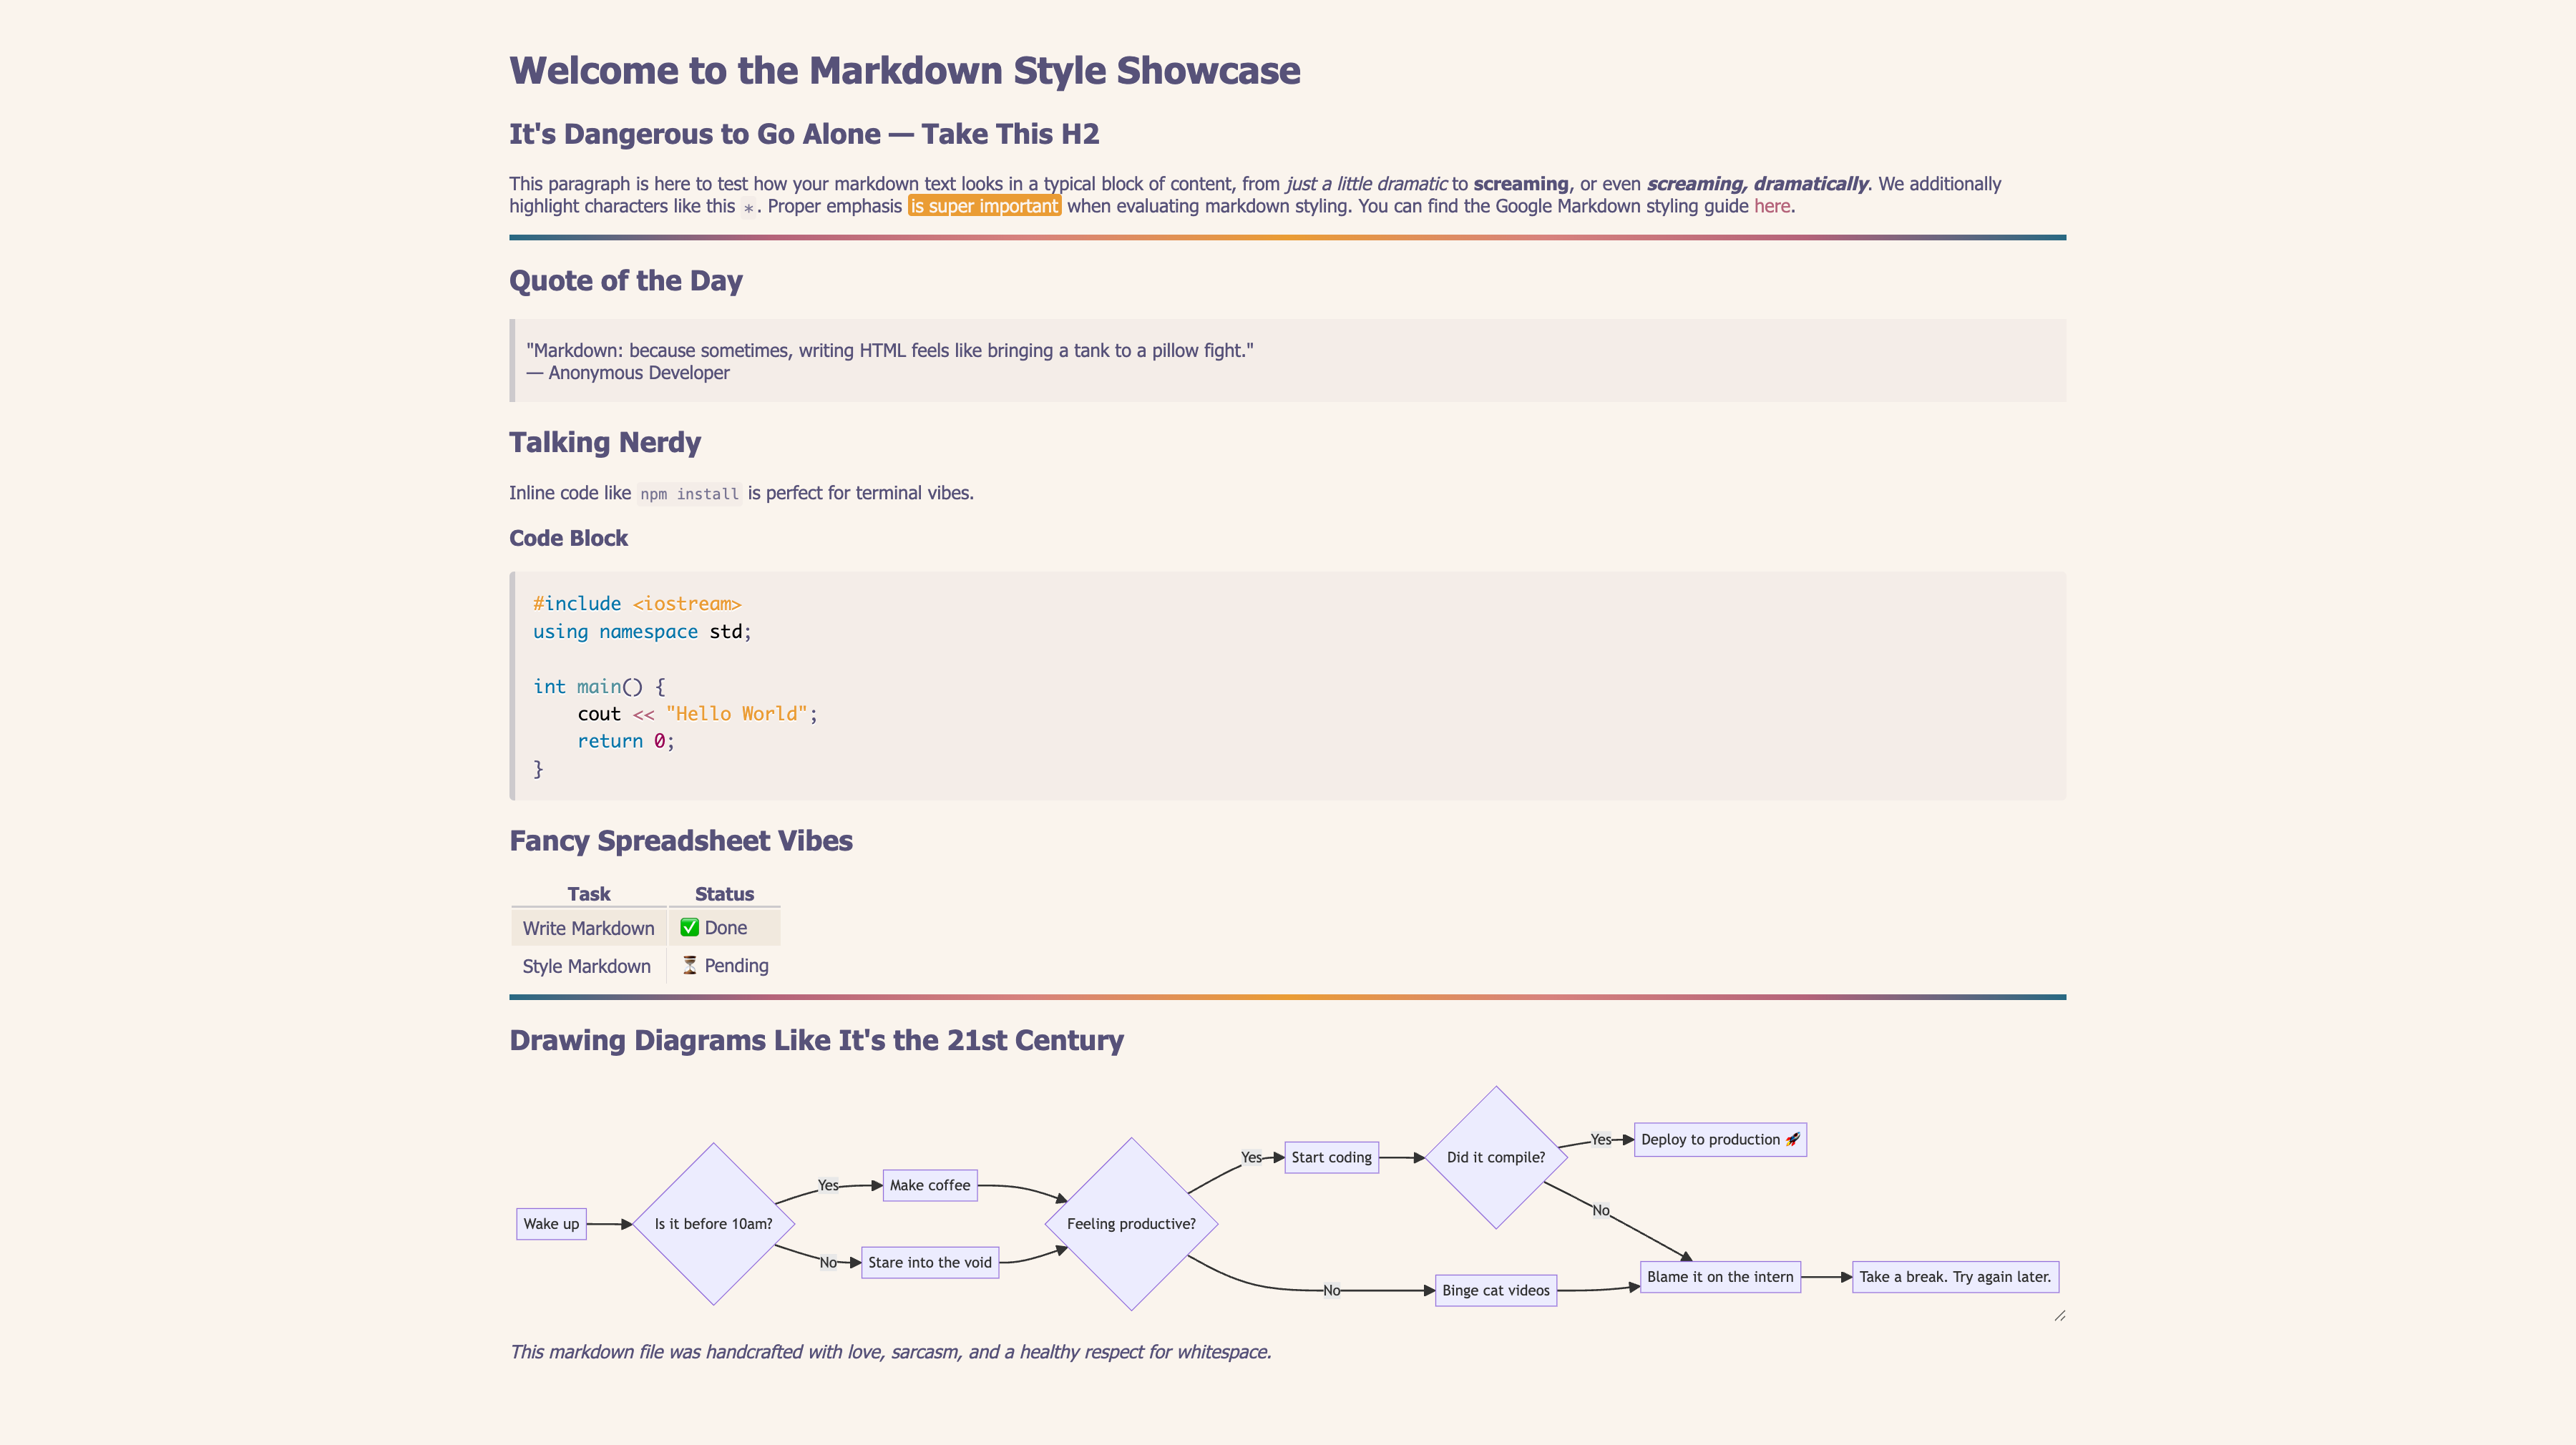 Welcome to the Markdown Style Showcase
It's Dangerous to Go Alone — Take This H2
This paragraph is here to test how your markdown text looks in a typical block of content, from just a little dramatic to screaming, or even screaming, dramatically. We additionally
highlight characters like this *. Proper emphasis is super important when evaluating markdown styling. You can find the Google Markdown styling guide here.
Quote of the Day
"Markdown: because sometimes, writing HTML feels like bringing a tank to a pillow fight."
— Anonymous Developer
Talking Nerdy
Inline code like npm install is perfect for terminal vibes.
Code Block
#include <iostream>
using namespace std;
int main() {
    cout << "Hello World";
    return 0;
}
Fancy Spreadsheet Vibes
Task Status
Write Markdown ✅ Done
Style Markdown ⏳ Pending
Drawing Diagrams Like It's the 21st Century
Wake up
Is it before 10am?
Yes
Make coffee
No
Stare into the void
Feeling productive?
Yes
Start coding
Did it compile?
Yes
Deploy to production 🚀
No
No
Binge cat videos
Blame it on the intern
Take a break. Try again later.
This markdown file was handcrafted with love, sarcasm, and a healthy respect for whitespace.